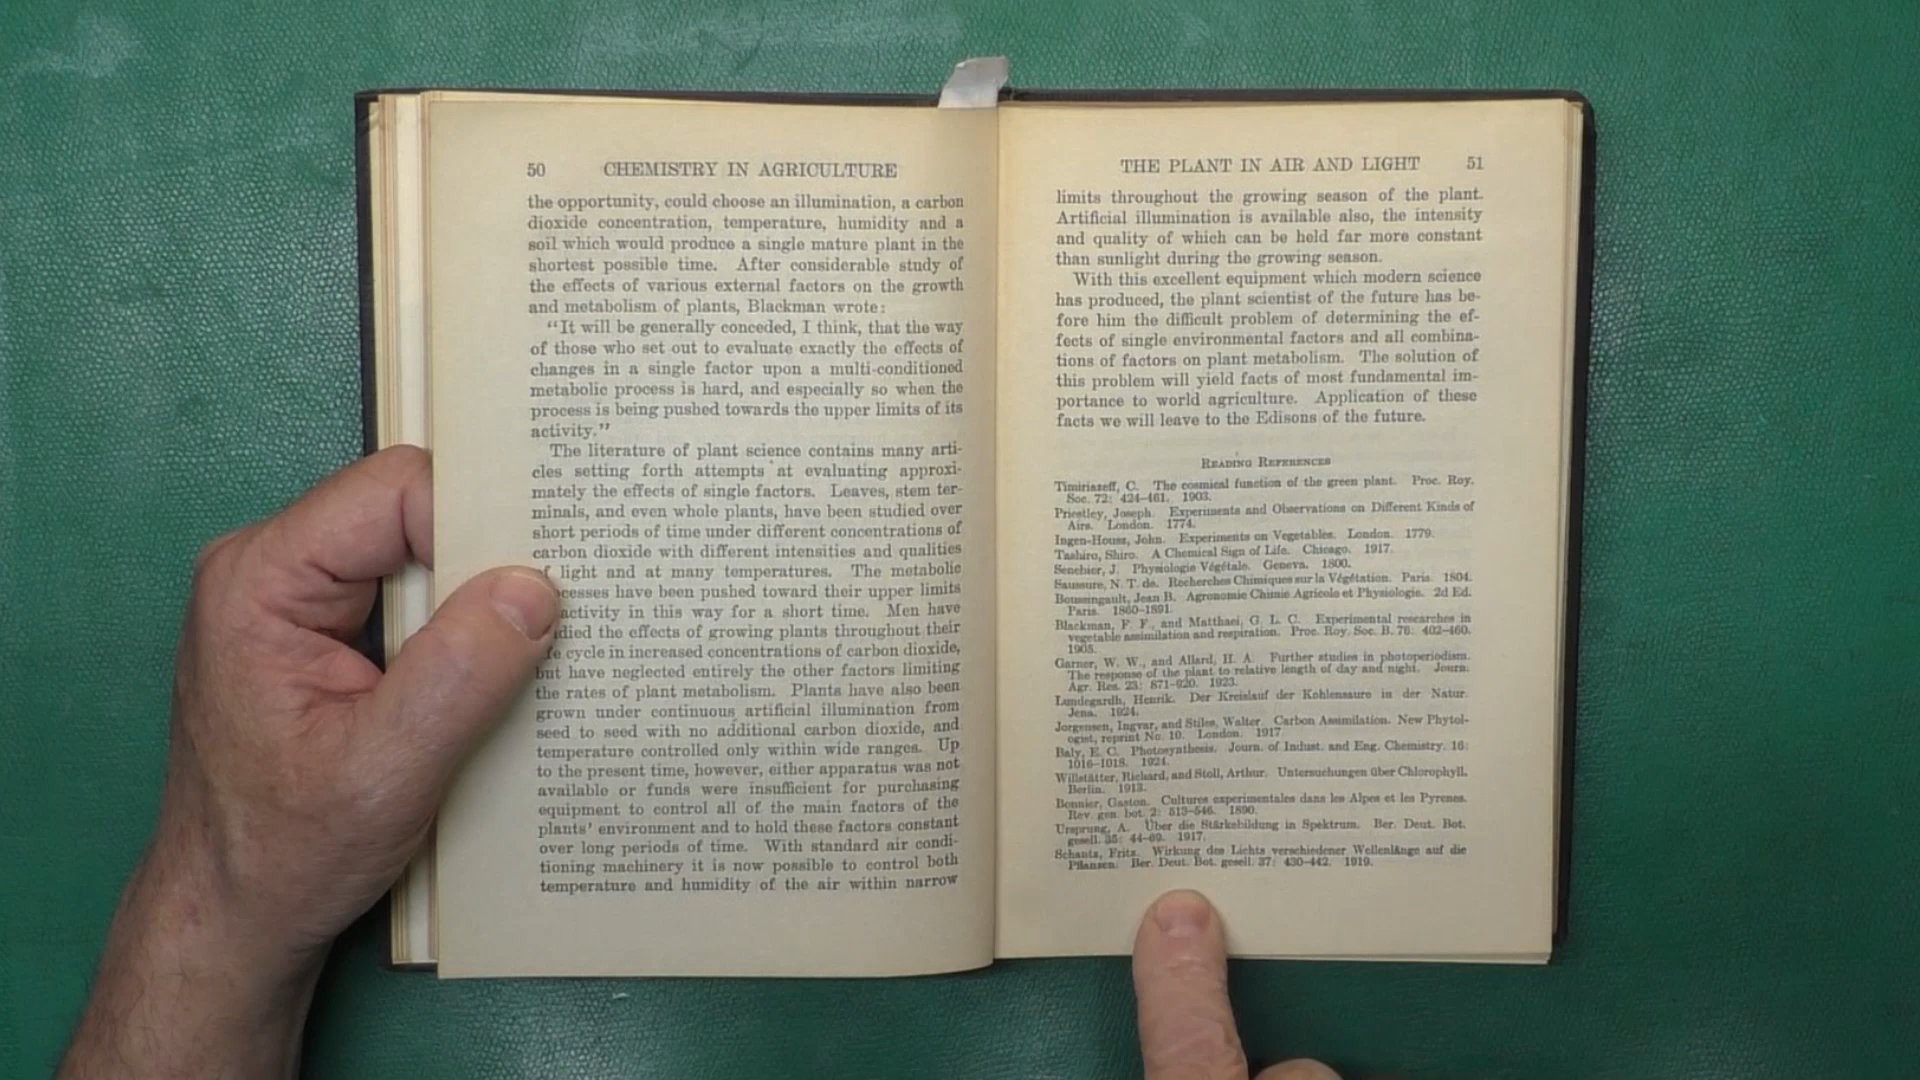 50 CHEMISTRY IN AGRICULTURE
the opportunity, could choose an illumination, a carbon
dioxide concentration, temperature, humidity and a
soil which would produce a single mature plant in the
shortest possible time. After considerable study of
the effects of various external factors on the growth
and metabolism of plants, Blackman wrote:
“It will be generally conceded, I think, that the way
of those who set out to evaluate exactly the effects of
changes in a single factor upon a multi-conditioned
metabolic process is hard, and especially so when the
process is being pushed towards the upper limits of its
activity.”
The literature of plant science contains many arti-
cles setting forth attempts at evaluating approxi-
mately the effects of single factors. Leaves, stem ter-
minals, and even whole plants, have been studied over
short periods of time under different concentrations of
carbon dioxide with different intensities and qualities
light and at many temperatures. The metabolic
cesses have been pushed toward their upper limits
activity in this way for a short time. Men have
died the effects of growing plants throughout their
fe cycle in increased concentrations of carbon dioxide,
but have neglected entirely the other factors limiting
the rates of plant metabolism. Plants have also been
grown under continuous artificial illumination from
seed to seed with no additional carbon dioxide, and
temperature controlled only within wide ranges. Up
to the present time, however, either apparatus was not
available or funds were insufficient for purchasing
equipment to control all of the main factors of the
plants’ environment and to hold these factors constant
over long periods of time. With standard air condi-
tioning machinery it is now possible to control both
temperature and humidity of the air within narrow
THE PLANT IN AIR AND LIGHT 51
limits throughout the growing season of the plant.
Artificial illumination is available also, the intensity
and quality of which can be held far more constant
than sunlight during the growing season.
With this excellent equipment which modern science
has produced, the plant scientist of the future has be-
fore him the difficult problem of determining the ef-
fects of single environmental factors and all combina-
tions of factors on plant metabolism. The solution of
this problem will yield facts of most fundamental im-
portance to world agriculture. Application of these
facts we will leave to the Edisons of the future.
READING REFERENCES
Timiriazeff, C. The cosmical function of the green plant. Proc. Roy.
Soc. 72: 424–461. 1903.
Priestley, Joseph. Experiments and Observations on Different Kinds of
Airs. London. 1774.
Ingen-Housz, John. Experiments on Vegetables. London. 1779.
Tashiro, Shiro. A Chemical Sign of Life. Chicago. 1917.
Senebier, J. Physiologie Végétale. Geneva. 1800.
Saussure, N. T. de. Recherches Chimiques sur la Végétation. Paris. 1804.
Boussingault, Jean B. Agronomie Chimie Agricole et Physiologie. 2d Ed.
Paris. 1860–1891.
Blackman, F. F., and Matthaei, G. L. C. Experimental researches in
vegetable assimilation and respiration. Proc. Roy. Soc. B. 76: 402–460.
1905.
Garner, W. W., and Allard, H. A. Further studies in photoperiodism.
The response of the plant to relative length of day and night. Journ.
Agr. Res. 23: 871–920. 1923.
Lundegardh, Henrik. Der Kreislauf der Kohlensaure in der Natur.
Jena. 1924.
Jorgensen, Ingvar, and Stiles, Walter. Carbon Assimilation. New Phytol-
ogist, reprint No. 10. London. 1917
Baly, E. C. Photosynthesis. Journ. of Indust. and Eng. Chemistry. 16:
1016–1018. 1924.
Willstätter, Richard, and Stoll, Arthur. Untersuchungen über Chlorophyll.
Berlin. 1913.
Bonnier, Gaston. Cultures experimentales dans les Alpes et les Pyrenes.
Rev. gen. bot. 2: 513–546. 1890.
Ursprung, A. Über die Stärkebildung in Spektrum. Ber. Deut. Bot.
gesell. 35: 44–69. 1917.
Schanz, Fritz. Wirkung des Lichts verschiedener Wellenlänge auf die
Pflanzen. Ber. Deut. Bot. gesell. 37: 430–442. 1919.